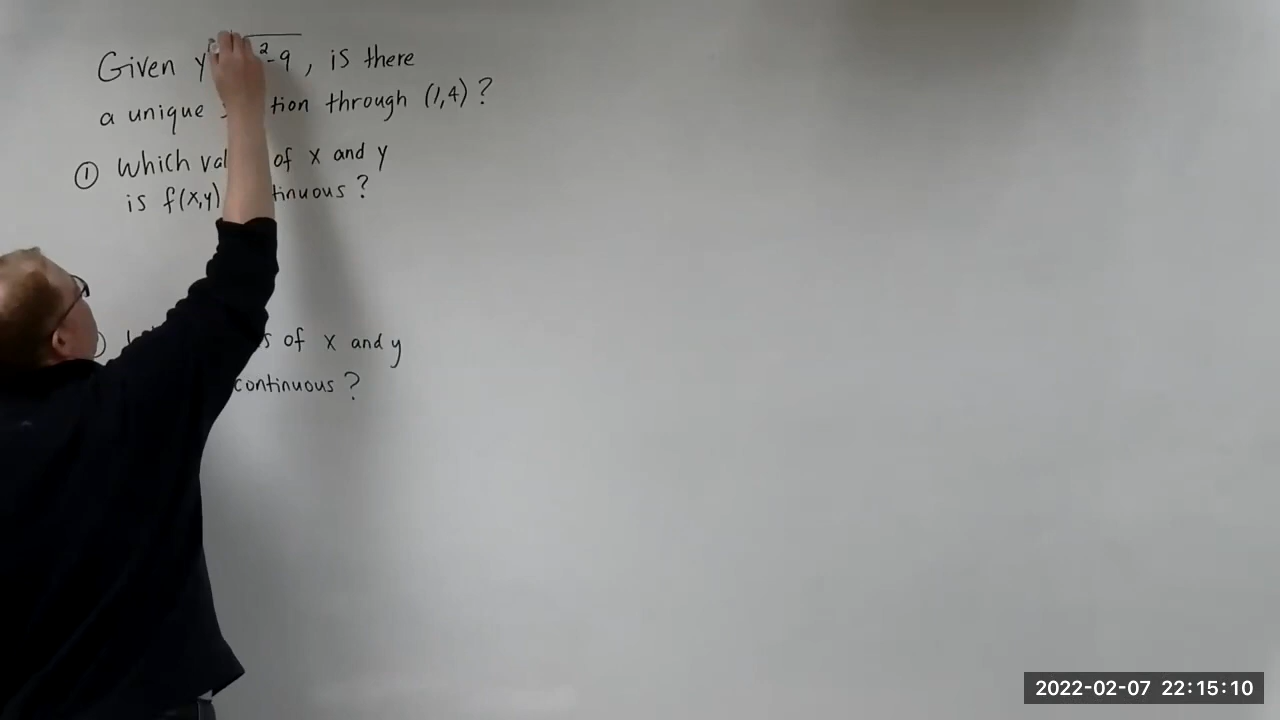 Given y 2-9, is there
a unique tion through (1,4)?
① Which val of x and y
is f(x,y) tinuous?
s of x and y
continuous?
2022-02-07 22:15:10